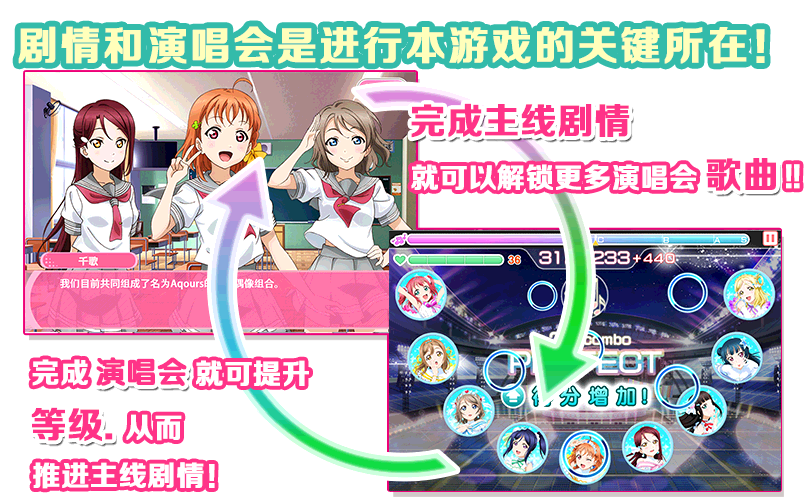 剧情和演唱会是进行本游戏的关键所在!
完成主线剧情
就可以解锁更多演唱会 歌曲!!
千歌
我们目前共同组成了名为Aqours 偶像组合。
C B A S
36
+440
分增加!
完成 演唱会 就可提升
等级. 从而
推进主线剧情!